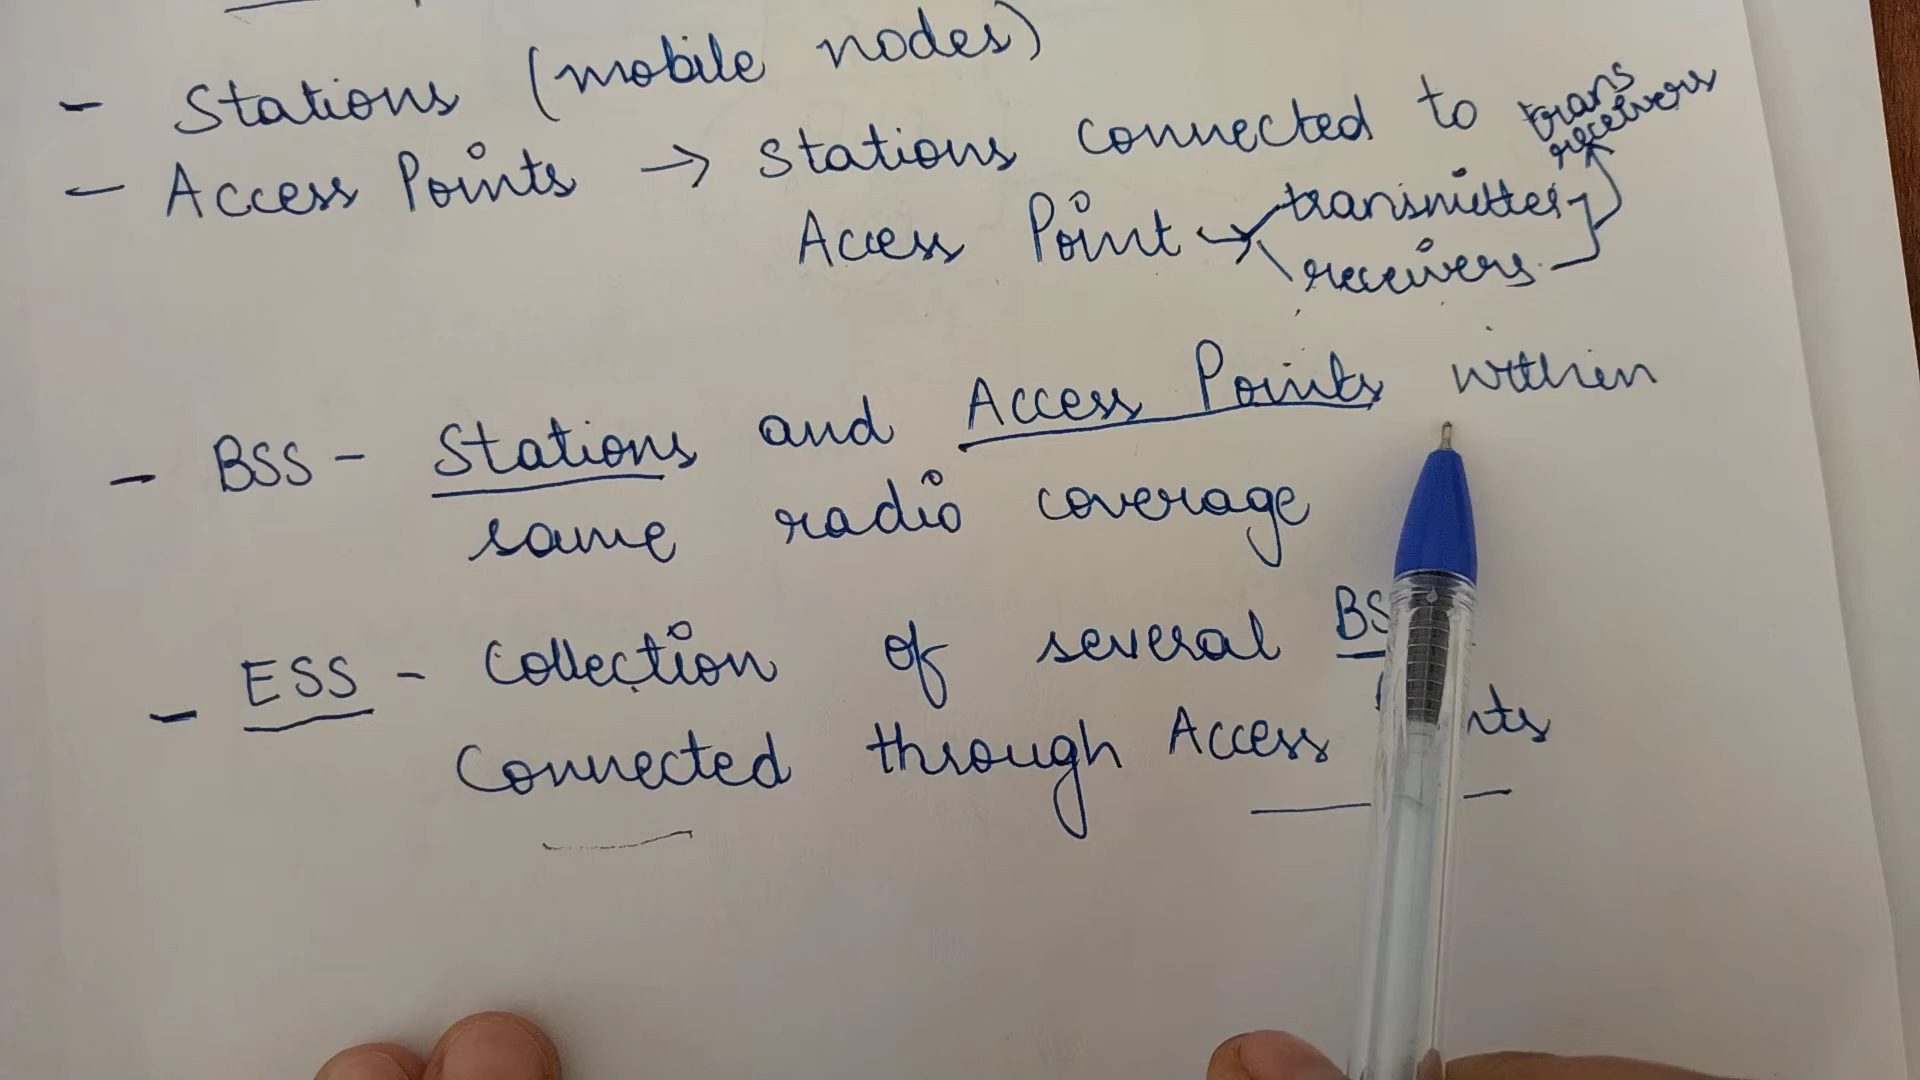 - Stations (mobile nodes)
- Access Points → Stations connected to trans receivers
Access Point → transmitter
receivers.
- BSS - Stations and Access Points within
same radio coverage
- ESS - Collection of several
Connected through Access